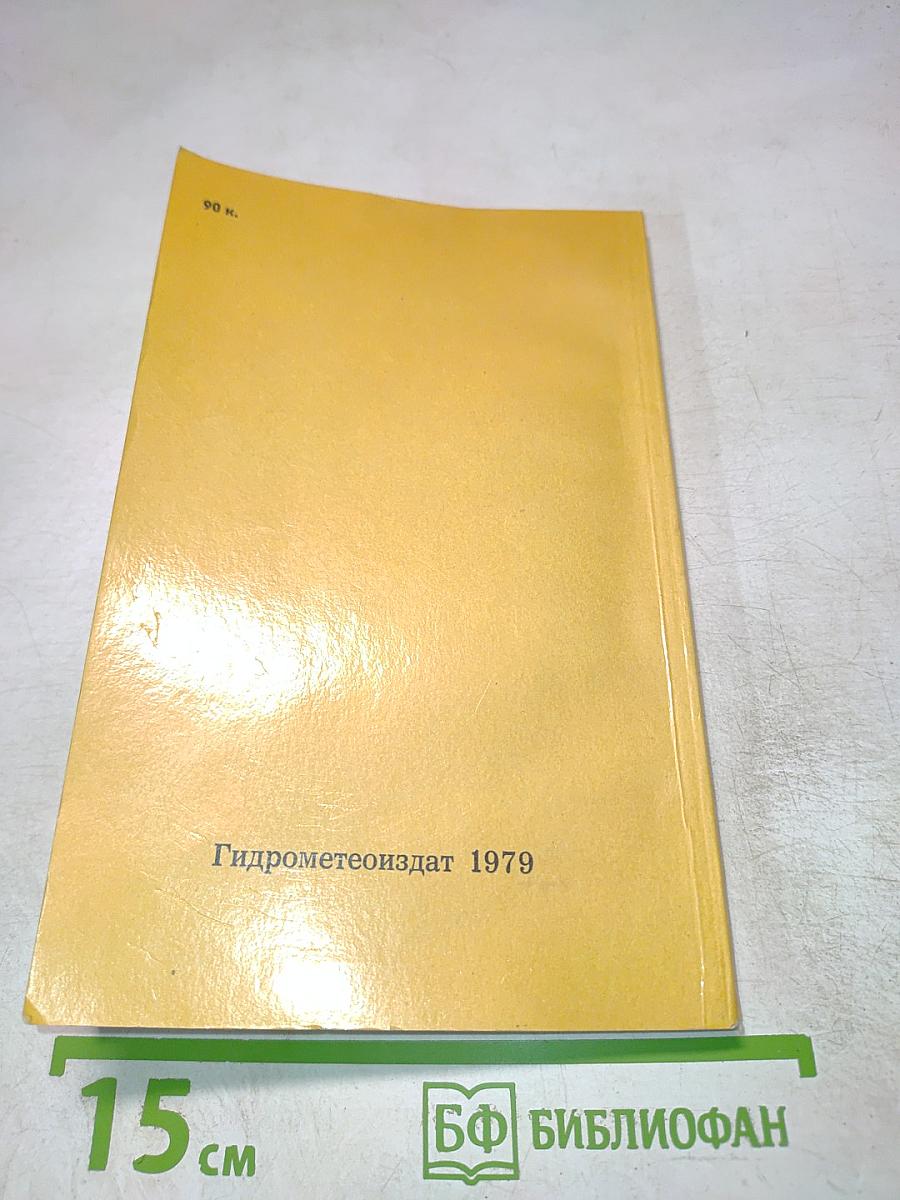 90 к.
Гидрометеоиздат 1979
15 см
БФ БИБЛИОФАН